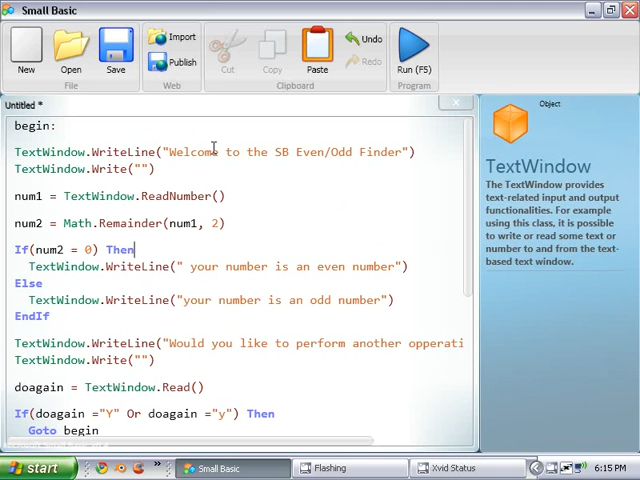 Small Basic
New
Open
Save
Import
Publish
Cut
Copy
Paste
Undo
Redo
Run (F5)
File
Web
Clipboard
Program
Untitled *
begin:
TextWindow.WriteLine("Welcome to the SB Even/Odd Finder")
TextWindow.Write("")
num1 = TextWindow.ReadNumber()
num2 = Math.Remainder(num1, 2)
If(num2 = 0) Then
TextWindow.WriteLine(" your number is an even number")
Else
TextWindow.WriteLine("your number is an odd number")
EndIf
TextWindow.WriteLine("Would you like to perform another opperati
TextWindow.Write("")
doagain = TextWindow.Read()
If(doagain ="Y" Or doagain ="y") Then
Goto begin
Object
TextWindow
The TextWindow provides
text-related input and output
functionalities. For example
using this class, it is
possible to write or read
some text or number to and from the text-
based text window.
start
Small Basic
Flashing
Xvid Status
6:15 PM